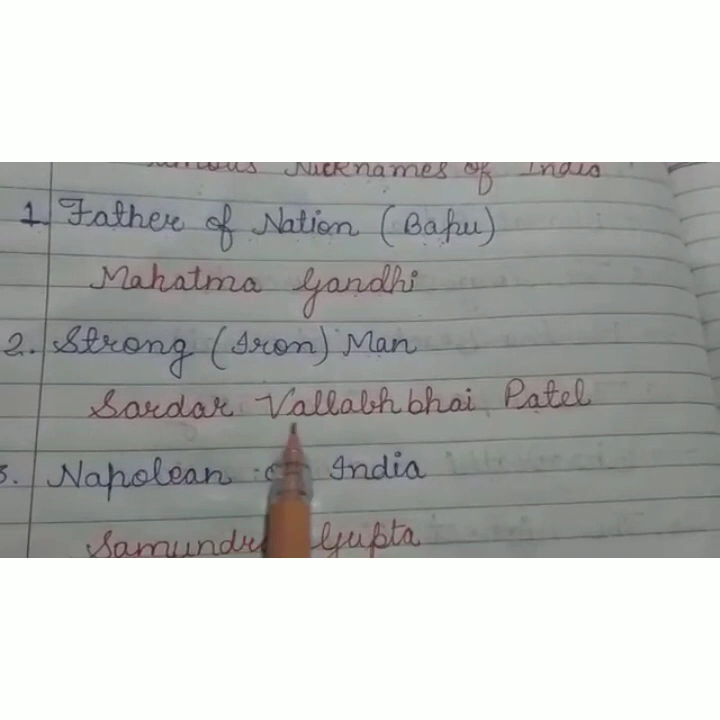 Nicknames of India
1. Father of Nation (Bapu)
Mahatma Gandhi
2. Strong (Iron) Man
Sardar Vallabhbhai Patel
3. Napolean India
Gupta